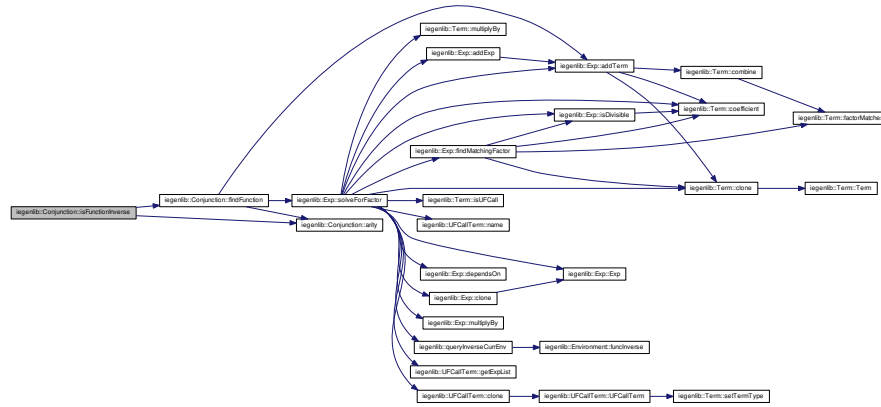 iegenlib::Term::multiplyBy
iegenlib::Exp::addExp
iegenlib::Exp::addTerm
iegenlib::Term::combine
iegenlib::Term::coefficient
iegenlib::Exp::isDivisible
iegenlib::Term::factorMatches
iegenlib::Exp::findMatchingFactor
iegenlib::Term::clone
iegenlib::Term::Term
iegenlib::Conjunction::findFunction
iegenlib::Exp::solveForFactor
iegenlib::Term::isUFCall
iegenlib::Conjunction::isFunctionInverse
iegenlib::Conjunction::arity
iegenlib::UFCallTerm::name
iegenlib::Exp::dependsOn
iegenlib::Exp::Exp
iegenlib::Exp::clone
iegenlib::Exp::multiplyBy
iegenlib::queryInverseCurrEnv
iegenlib::Environment::funcInverse
iegenlib::UFCallTerm::getExpList
iegenlib::UFCallTerm::clone
iegenlib::UFCallTerm::UFCallTerm
iegenlib::Term::setTermType